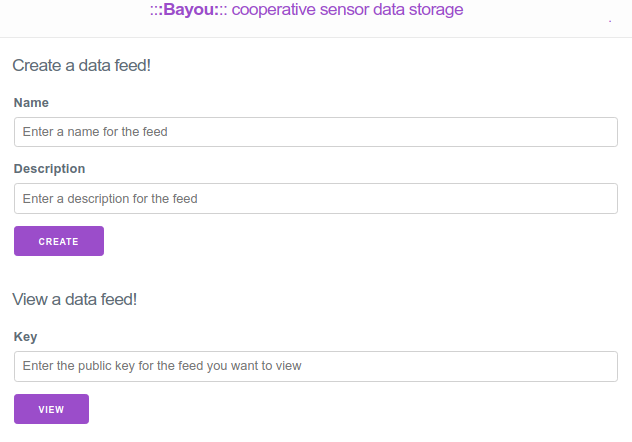 :::Bayou::: cooperative sensor data storage
.
Create a data feed!
Name
Enter a name for the feed
Description
Enter a description for the feed
CREATE
View a data feed!
Key
Enter the public key for the feed you want to view
VIEW